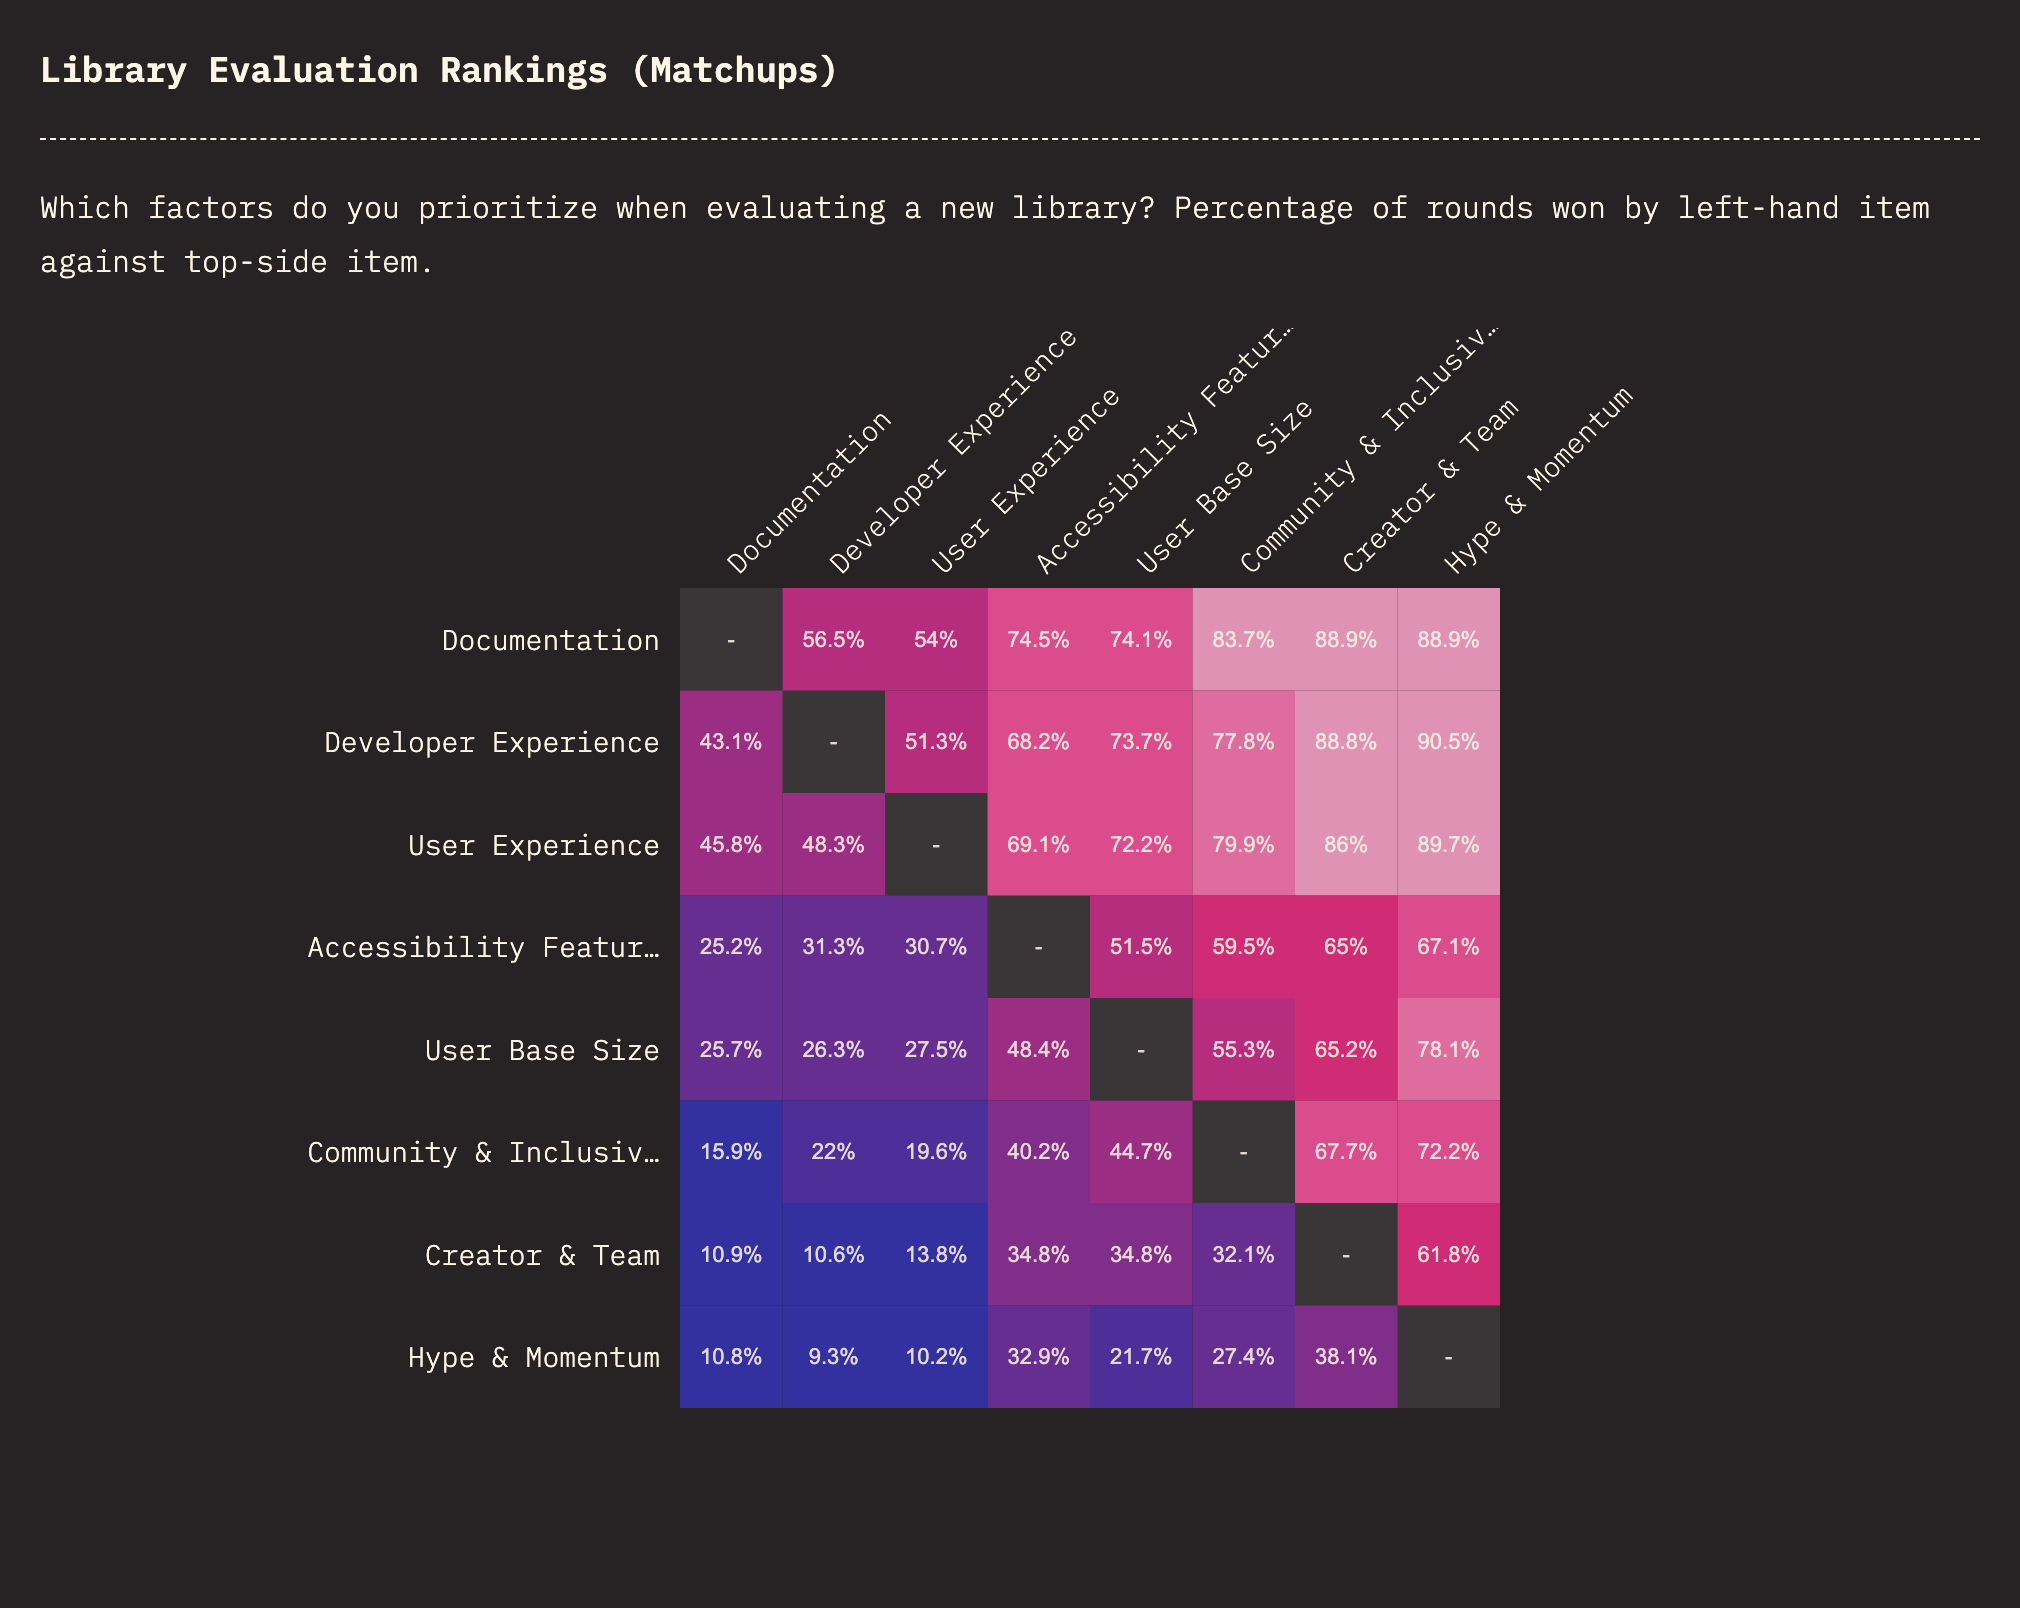 Library Evaluation Rankings (Matchups)
Which factors do you prioritize when evaluating a new library? Percentage of rounds won by left-hand item
against top-side item.
Documentation
Developer Experience
User Experience
Accessibility Featur…
User Base Size
Community & Inclusiv…
Creator & Team
Hype & Momentum
Documentation - 56.5% 54% 74.5% 74.1% 83.7% 88.9% 88.9%
Developer Experience 43.1% - 51.3% 68.2% 73.7% 77.8% 88.8% 90.5%
User Experience 45.8% 48.3% - 69.1% 72.2% 79.9% 86% 89.7%
Accessibility Featur… 25.2% 31.3% 30.7% - 51.5% 59.5% 65% 67.1%
User Base Size 25.7% 26.3% 27.5% 48.4% - 55.3% 65.2% 78.1%
Community & Inclusiv… 15.9% 22% 19.6% 40.2% 44.7% - 67.7% 72.2%
Creator & Team 10.9% 10.6% 13.8% 34.8% 34.8% 32.1% - 61.8%
Hype & Momentum 10.8% 9.3% 10.2% 32.9% 21.7% 27.4% 38.1% -